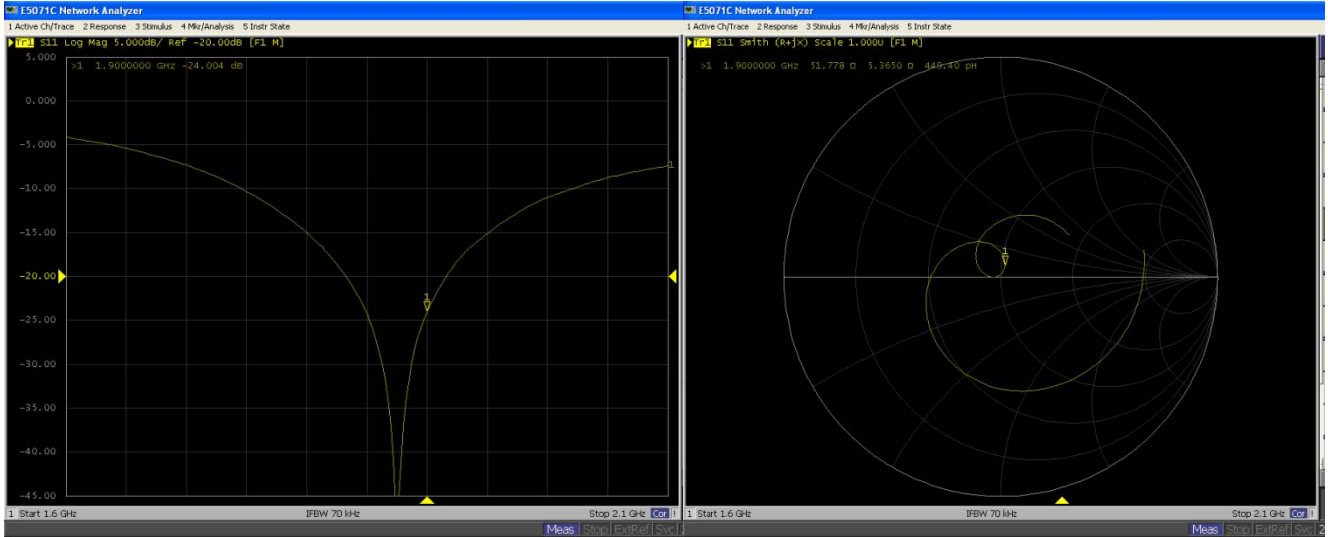 E5071C Network Analyzer
1 Active Ch/Trace 2 Response 3 Stimulus 4 Mkr/Analysis 5 Instr State
Tr1 S11 Log Mag 5.000dB/ Ref -20.00dB [F1 M]
5.000
>1 1.9000000 GHz -24.004 dB
0.000
-5.000
-10.00
-15.00
-20.00
-25.00
-30.00
-35.00
-40.00
-45.00
1
1
1 Start 1.6 GHz IFBW 70 kHz Stop 2.1 GHz Cor !
Meas Stop ExtRef Svc
E5071C Network Analyzer
1 Active Ch/Trace 2 Response 3 Stimulus 4 Mkr/Analysis 5 Instr State
Tr1 S11 Smith (R+jX) Scale 1.000U [F1 M]
>1 1.9000000 GHz 51.778 Ω 5.3650 Ω 449.40 pH
1
1 Start 1.6 GHz IFBW 70 kHz Stop 2.1 GHz Cor !
Meas Stop ExtRef Svc